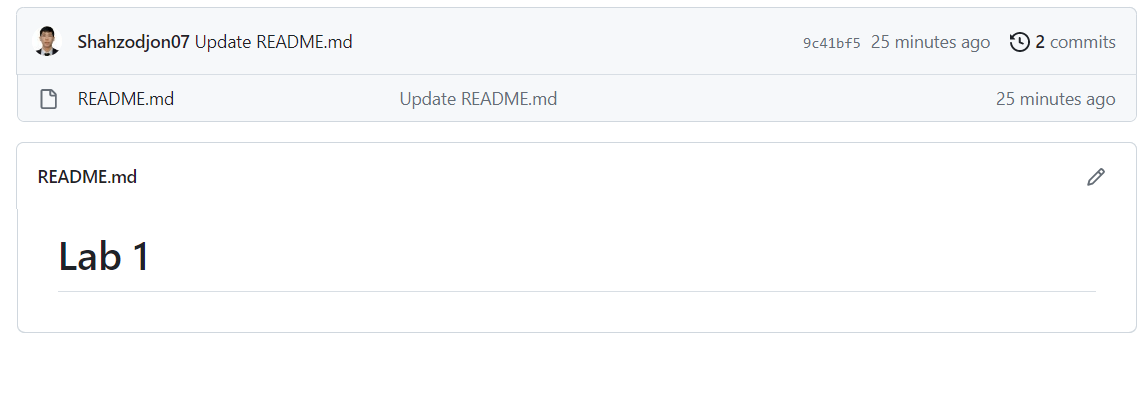 Shahzodjon07 Update README.md 9c41bf5 25 minutes ago 2 commits
README.md Update README.md 25 minutes ago
README.md
Lab 1